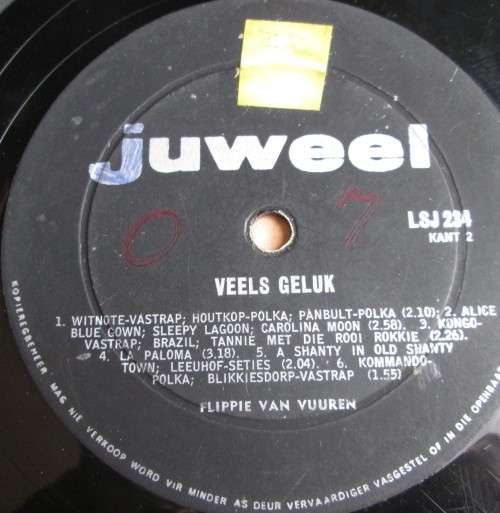 juweel
O 7
LSJ 234
KANT 2
VEELS GELUK
1. WITNOTE-VASTRAP; HOUTKOP-POLKA; PANBULT-POLKA (2.10); 2. ALICE
BLUE GOWN; SLEEPY LAGOON; CAROLINA MOON (2.58). 3. KONGO-
VASTRAP; BRAZIL; TANNIE MET DIE ROOI ROKKIE (2.26).
4. LA PALOMA (3.18). 5. A SHANTY IN OLD SHANTY
TOWN; LEEUHOF-SETIES (2.04). 6. KOMMANDO-
POLKA; BLIKKIESDORP-VASTRAP (1.55)
FLIPPIE VAN VUUREN
KOPIEREGBEHEER MAG NIE VERKOOP WORD VIR MINDER AS DEUR VERVAARDIGER VASGESTEL OF IN DIE OPENBAAR